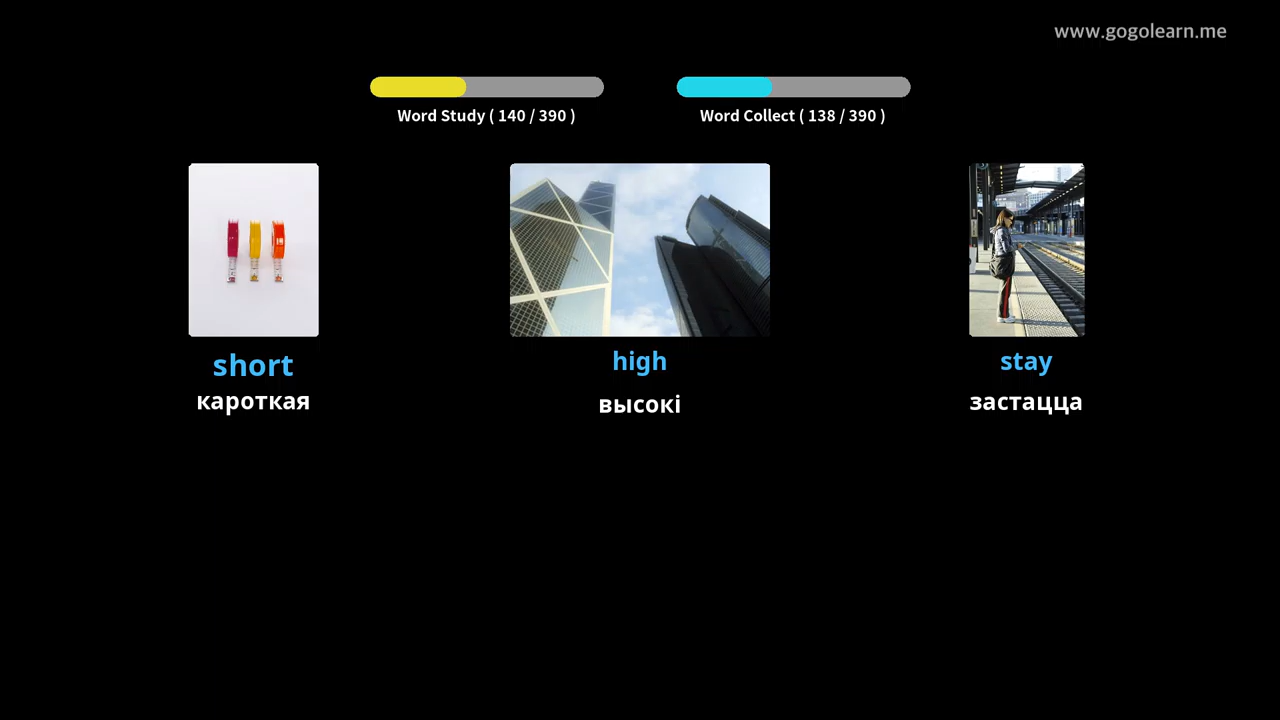 www.gogolearn.me
Word Study ( 140 / 390 )
Word Collect ( 138 / 390 )
short
high
stay
кароткая
высокі
застацца